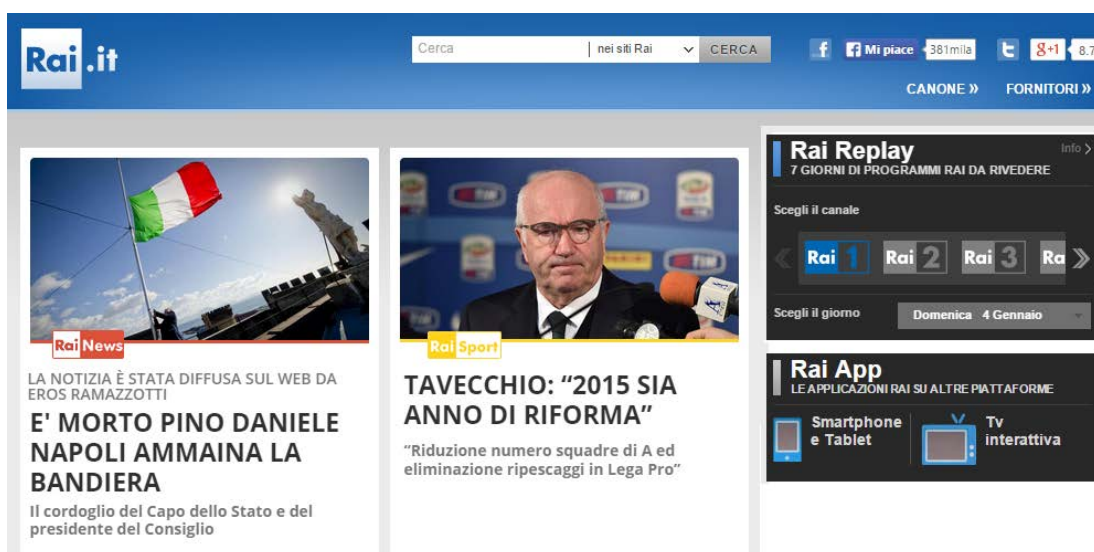 Rai .it
Cerca
nei siti Rai
CERCA
Mi piace
381mila
g+1
8.7
CANONE »
FORNITORI »
Rai News
LA NOTIZIA È STATA DIFFUSA SUL WEB DA
EROS RAMAZZOTTI
E' MORTO PINO DANIELE
NAPOLI AMMAINA LA
BANDIERA
Il cordoglio del Capo dello Stato e del
presidente del Consiglio
TIM
Rai Sport
TAVECCHIO: “2015 SIA
ANNO DI RIFORMA”
“Riduzione numero squadre di A ed
eliminazione ripescaggi in Lega Pro”
Rai Replay
Info >
7 GIORNI DI PROGRAMMI RAI DA RIVEDERE
Scegli il canale
Rai 1
Rai 2
Rai 3
Ra
Scegli il giorno
Domenica 4 Gennaio
Rai App
LE APPLICAZIONI RAI SU ALTRE PIATTAFORME
Smartphone
e Tablet
Tv
interattiva